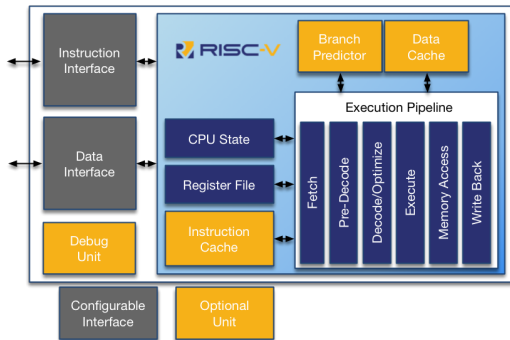 Instruction
Interface
RISC-V
Branch
Predictor
Data
Cache
Execution Pipeline
Data
Interface
CPU State
Register File
Instruction
Cache
Fetch
Pre-Decode
Decode/Optimize
Execute
Memory Access
Write Back
Debug
Unit
Configurable
Interface
Optional
Unit